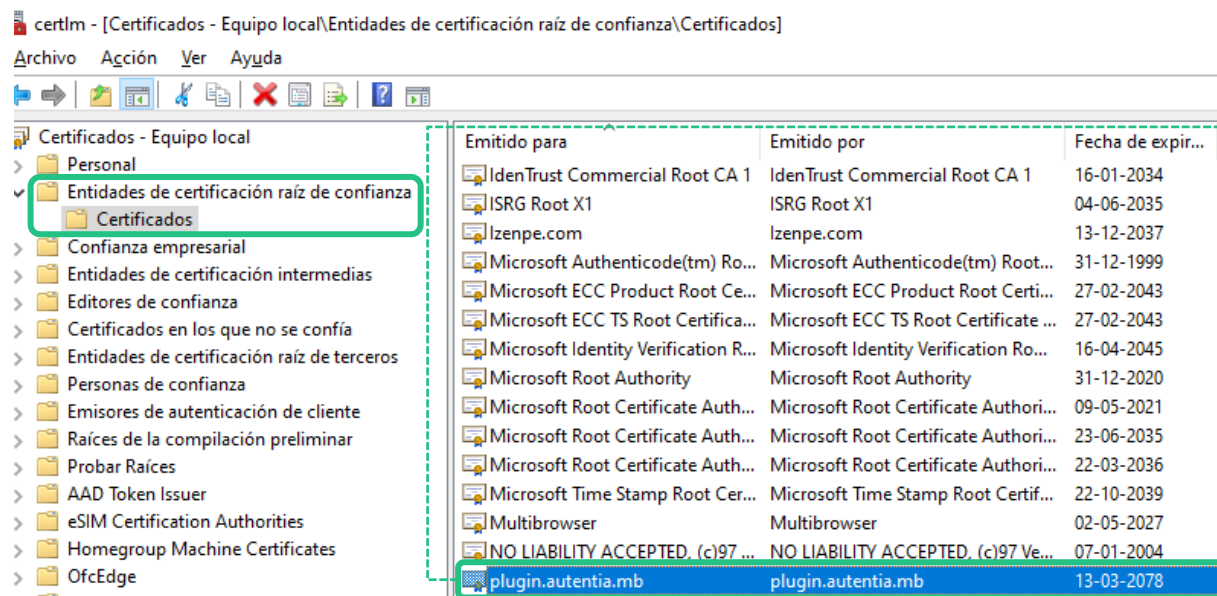 certlm - [Certificados - Equipo local\Entidades de certificación raíz de confianza\Certificados]
Archivo Acción Ver Ayuda
Certificados - Equipo local
Personal
Entidades de certificación raíz de confianza
Certificados
Confianza empresarial
Entidades de certificación intermedias
Editores de confianza
Certificados en los que no se confía
Entidades de certificación raíz de terceros
Personas de confianza
Emisores de autenticación de cliente
Raíces de la compilación preliminar
Probar Raíces
AAD Token Issuer
eSIM Certification Authorities
Homegroup Machine Certificates
OfcEdge
Emitido para Emitido por Fecha de expir...
IdenTrust Commercial Root CA 1 IdenTrust Commercial Root CA 1 16-01-2034
ISRG Root X1 ISRG Root X1 04-06-2035
Izenpe.com Izenpe.com 13-12-2037
Microsoft Authenticode(tm) Ro... Microsoft Authenticode(tm) Root... 31-12-1999
Microsoft ECC Product Root Ce... Microsoft ECC Product Root Certi... 27-02-2043
Microsoft ECC TS Root Certifica... Microsoft ECC TS Root Certificate ... 27-02-2043
Microsoft Identity Verification R... Microsoft Identity Verification Ro... 16-04-2045
Microsoft Root Authority Microsoft Root Authority 31-12-2020
Microsoft Root Certificate Auth... Microsoft Root Certificate Authori... 09-05-2021
Microsoft Root Certificate Auth... Microsoft Root Certificate Authori... 23-06-2035
Microsoft Root Certificate Auth... Microsoft Root Certificate Authori... 22-03-2036
Microsoft Time Stamp Root Cer... Microsoft Time Stamp Root Certif... 22-10-2039
Multibrowser Multibrowser 02-05-2027
NO LIABILITY ACCEPTED, (c)97 ... NO LIABILITY ACCEPTED, (c)97 Ve... 07-01-2004
plugin.autentia.mb plugin.autentia.mb 13-03-2078